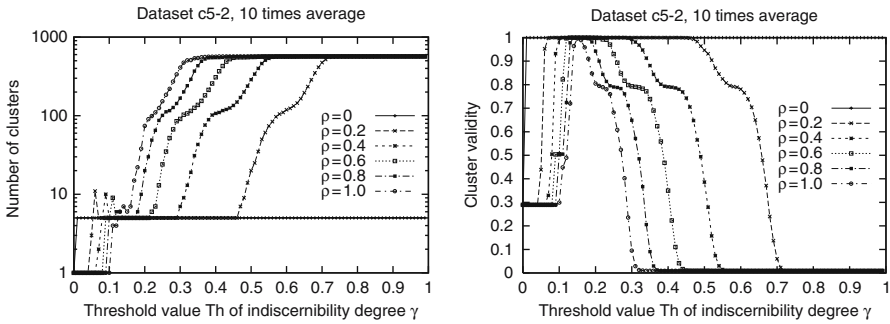 Dataset c5-2, 10 times average
Number of clusters
1000
100
10
1
0 0.1 0.2 0.3 0.4 0.5 0.6 0.7 0.8 0.9 1
Threshold value Th of indiscernibility degree γ
ρ=0
ρ=0.2
ρ=0.4
ρ=0.6
ρ=0.8
ρ=1.0
Dataset c5-2, 10 times average
Cluster validity
1
0.9
0.8
0.7
0.6
0.5
0.4
0.3
0.2
0.1
0
0 0.1 0.2 0.3 0.4 0.5 0.6 0.7 0.8 0.9 1
Threshold value Th of indiscernibility degree γ
ρ=0
ρ=0.2
ρ=0.4
ρ=0.6
ρ=0.8
ρ=1.0